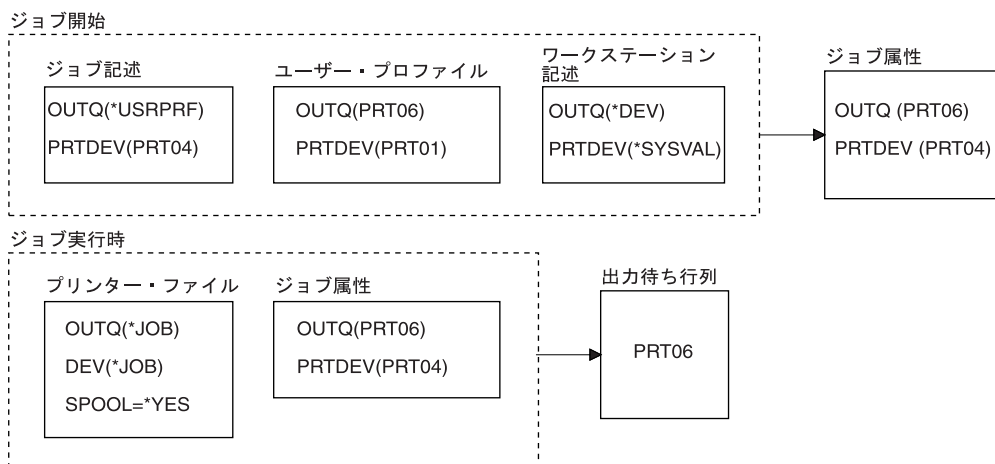 ジョブ開始
ジョブ記述
OUTQ(*USRPRF)
PRTDEV(PRT04)
ユーザー・プロファイル
OUTQ(PRT06)
PRTDEV(PRT01)
ワークステーション
記述
OUTQ(*DEV)
PRTDEV(*SYSVAL)
ジョブ属性
OUTQ (PRT06)
PRTDEV (PRT04)
ジョブ実行時
プリンター・ファイル
OUTQ(*JOB)
DEV(*JOB)
SPOOL=*YES
ジョブ属性
OUTQ(PRT06)
PRTDEV(PRT04)
出力待ち行列
PRT06